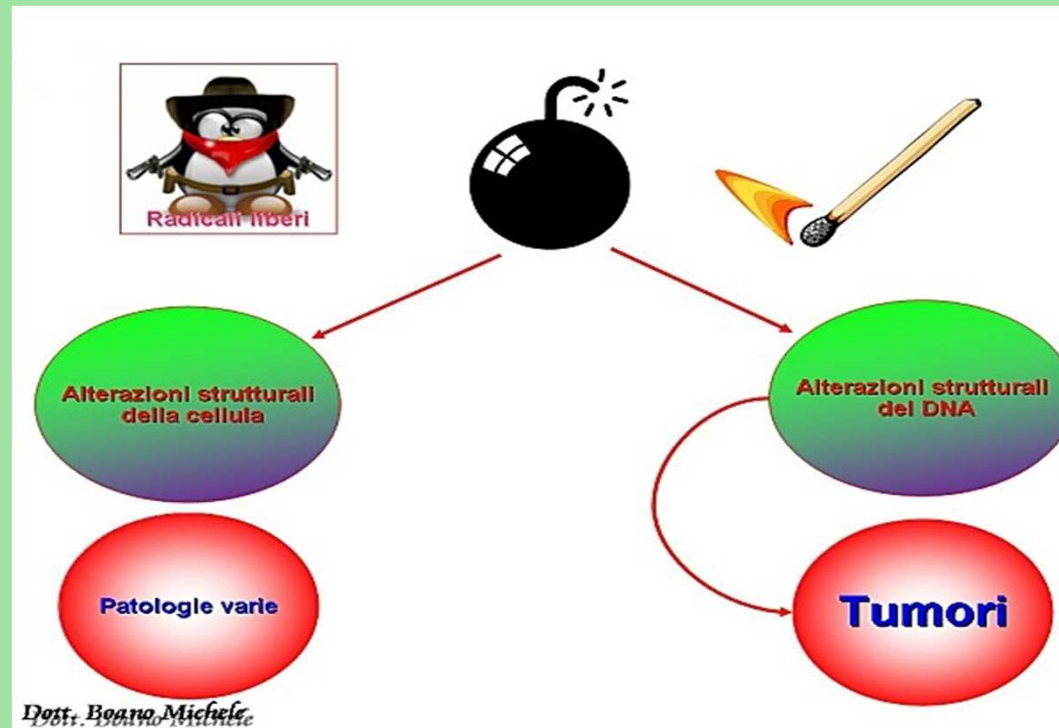 Radicali liberi
Alterazioni strutturali
della cellula
Alterazioni strutturali
del DNA
Patologie varie
Tumori
Dott. Boano Michele